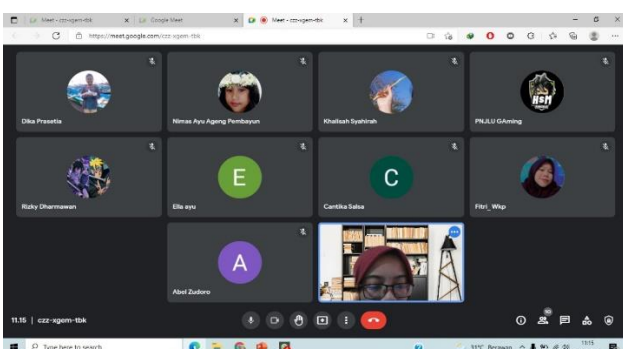 Meet - czz-xgem-tbk
Google Meet
Meet - czz-xgem-tbk
https://meet.google.com/czz-xgem-tbk
Dika Prasetia
Nimas Ayu Ageng Pembayun
Khalisah Syahirah
PNJLU GAming
HSM
Rizky Dharmawan
E
Ella ayu
C
Cantika Salsa
Fitri_Wkp
A
Abel Zudoro
11.15 | czz-xgem-tbk
10
Type here to search
31°C Berawan
11:15